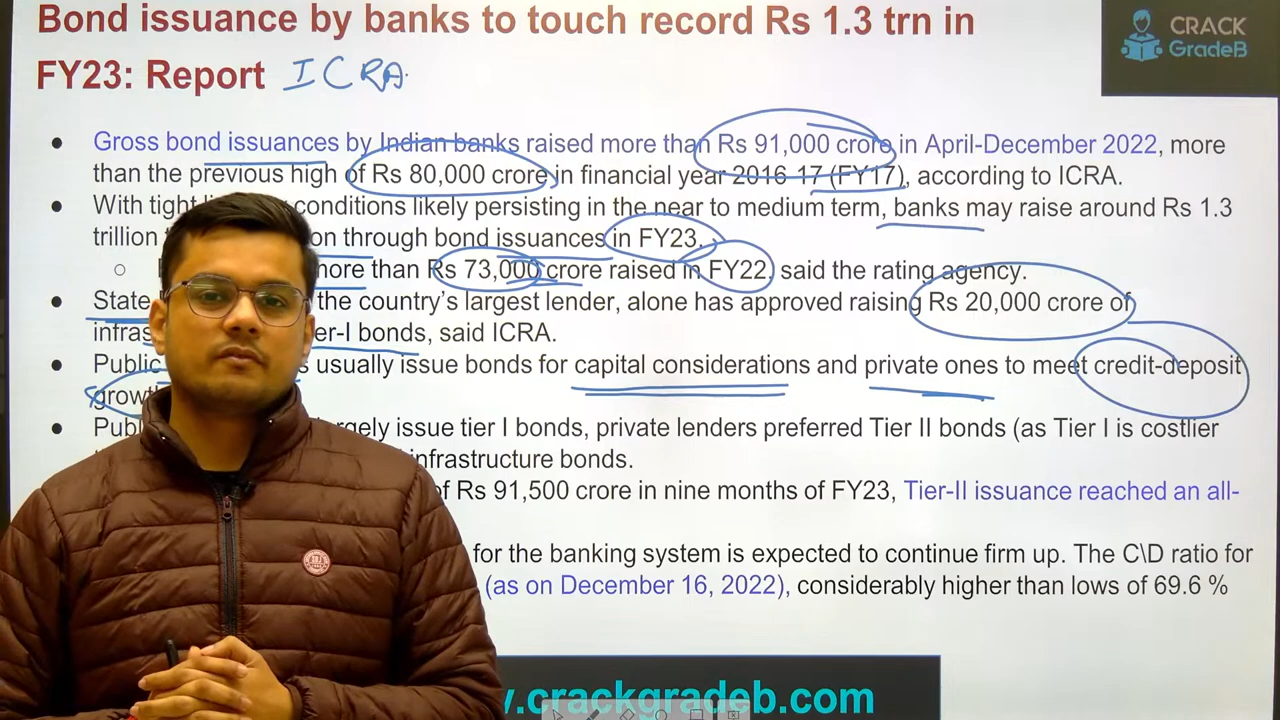 Bond issuance by banks to touch record Rs 1.3 trn in
FY23: Report ICRA
CRACK
GradeB
• Gross bond issuances by Indian banks raised more than Rs 91,000 crore in April-December 2022, more
than the previous high of Rs 80,000 crore in financial year 2016-17 (FY17), according to ICRA.
• With tight conditions likely persisting in the near to medium term, banks may raise around Rs 1.3
trillion on through bond issuances in FY23.
○ more than Rs 73,000 crore raised in FY22, said the rating agency.
• State the country's largest lender, alone has approved raising Rs 20,000 crore of
infras er-I bonds, said ICRA.
• Public s usually issue bonds for capital considerations and private ones to meet credit-deposit
growt
• Publ rgely issue tier I bonds, private lenders preferred Tier II bonds (as Tier I is costlier
infrastructure bonds.
of Rs 91,500 crore in nine months of FY23, Tier-II issuance reached an all-
for the banking system is expected to continue firm up. The C\D ratio for
(as on December 16, 2022), considerably higher than lows of 69.6 %
.crackgradeb.com